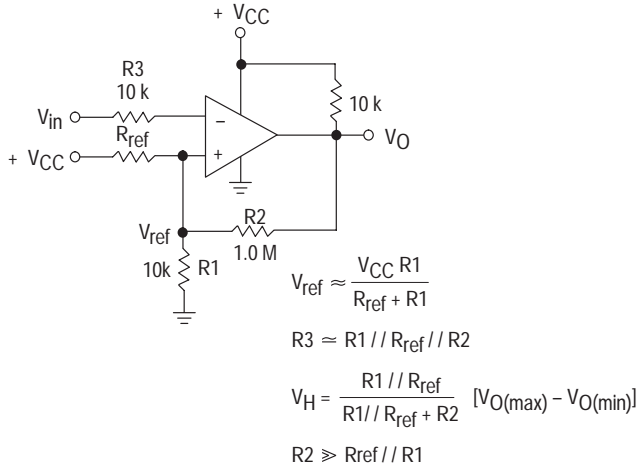 + VCC
R3
10 k
10 k
Vin
–
VO
Rref
+ VCC
+
R2
Vref
1.0 M
10k R1
Vref ≈ VCC R1 / Rref + R1
R3 ≃ R1 // Rref // R2
VH = R1 // Rref / R1// Rref + R2 [VO(max) – VO(min)]
R2 ≫ Rref // R1